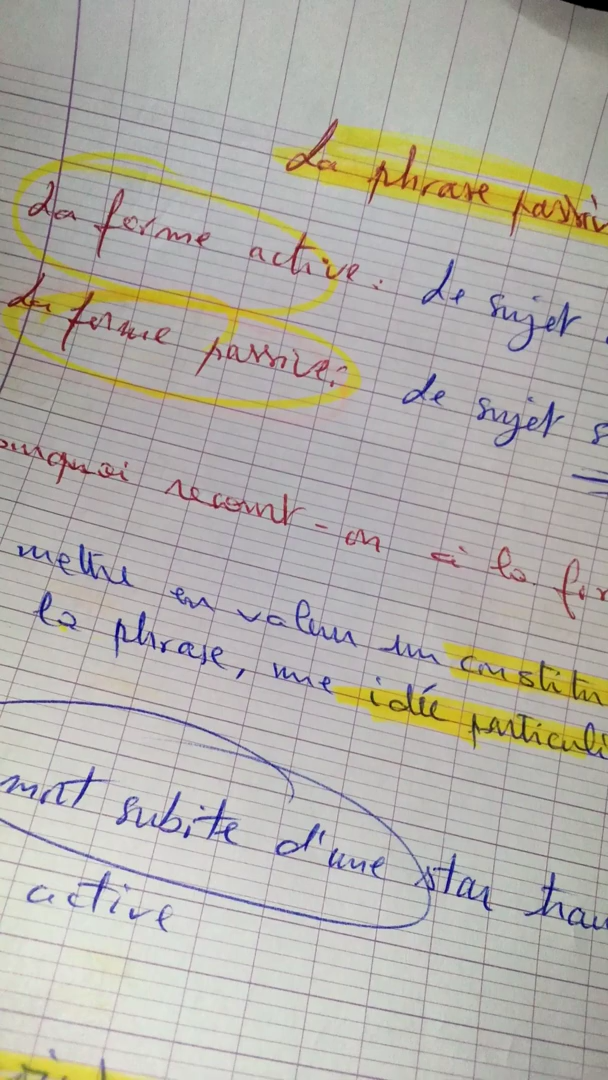 La phrase passiv
La forme active: Le sujet
La forme passive: Le sujet s
ourquoi recourt-on à la for
mettre en valeur un constitu
la phrase, une idée particuli
mort subite d'une star trau
active